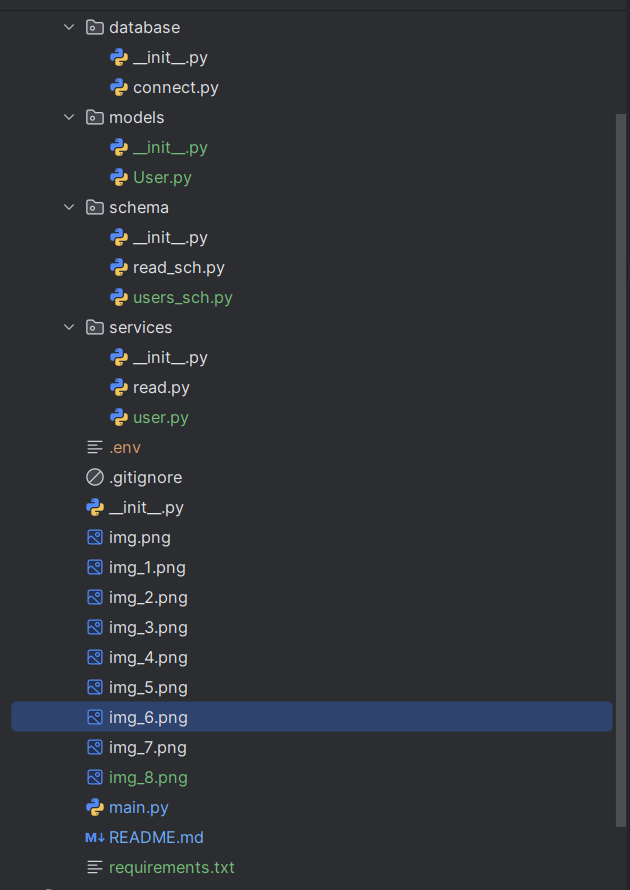 database
__init__.py
connect.py
models
__init__.py
User.py
schema
__init__.py
read_sch.py
users_sch.py
services
__init__.py
read.py
user.py
.env
.gitignore
__init__.py
img.png
img_1.png
img_2.png
img_3.png
img_4.png
img_5.png
img_6.png
img_7.png
img_8.png
main.py
M↓ README.md
requirements.txt